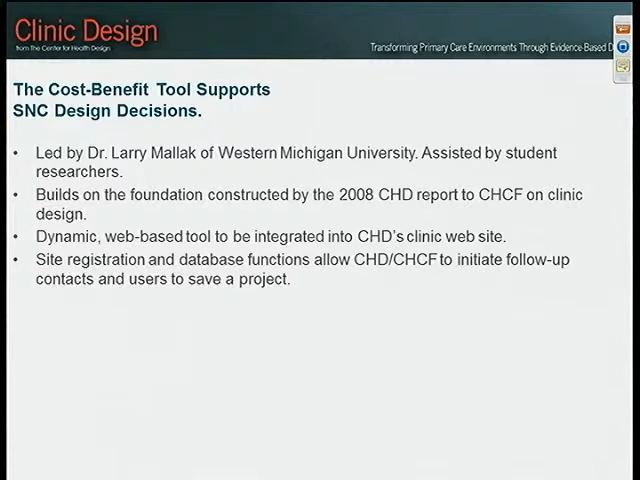 Clinic Design
from The Center for Health Design
Transforming Primary Care Environments Through Evidence-Based D
The Cost-Benefit Tool Supports
SNC Design Decisions.
• Led by Dr. Larry Mallak of Western Michigan University. Assisted by student
researchers.
• Builds on the foundation constructed by the 2008 CHD report to CHCF on clinic
design.
• Dynamic, web-based tool to be integrated into CHD's clinic web site.
• Site registration and database functions allow CHD/CHCF to initiate follow-up
contacts and users to save a project.